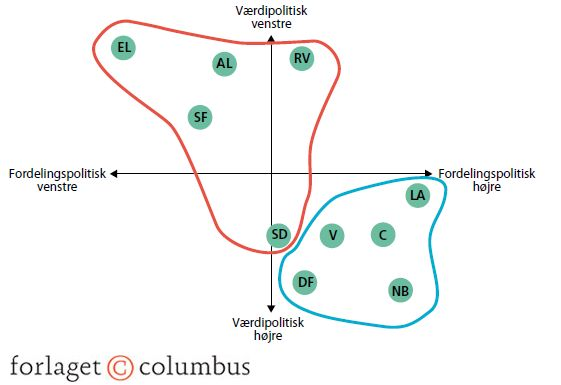 Værdipolitisk
venstre
EL
AL
RV
SF
Fordelingspolitisk
venstre
Fordelingspolitisk
højre
LA
SD
V
C
DF
NB
Værdipolitisk
højre
forlaget © columbus